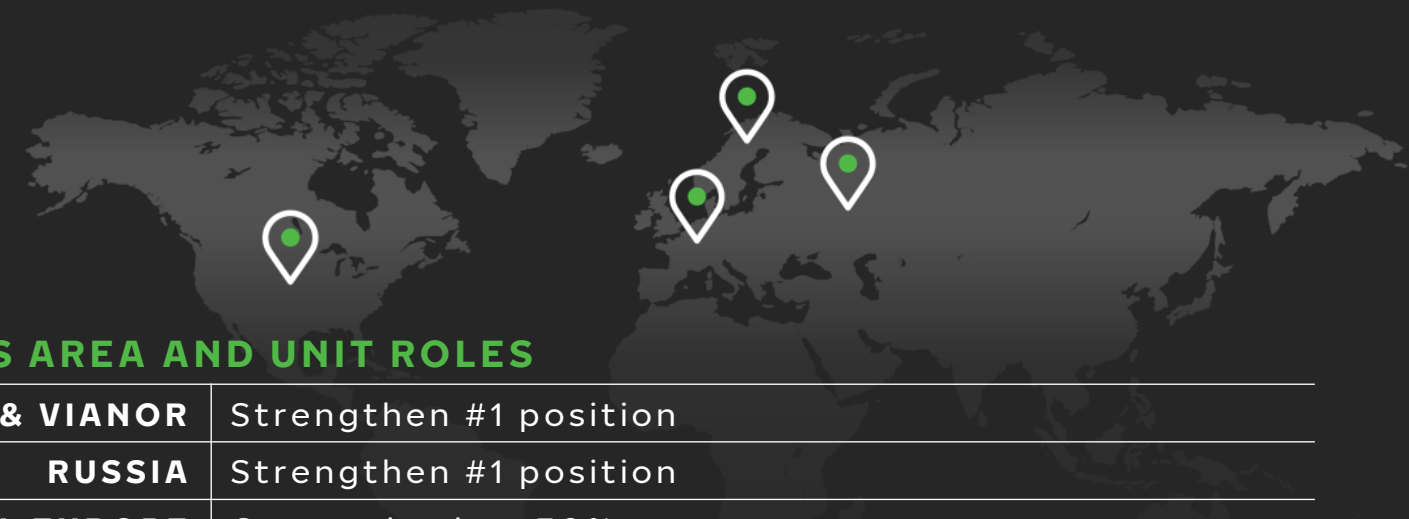 S AREA AND UNIT ROLES
& VIANOR Strengthen #1 position
RUSSIA Strengthen #1 position